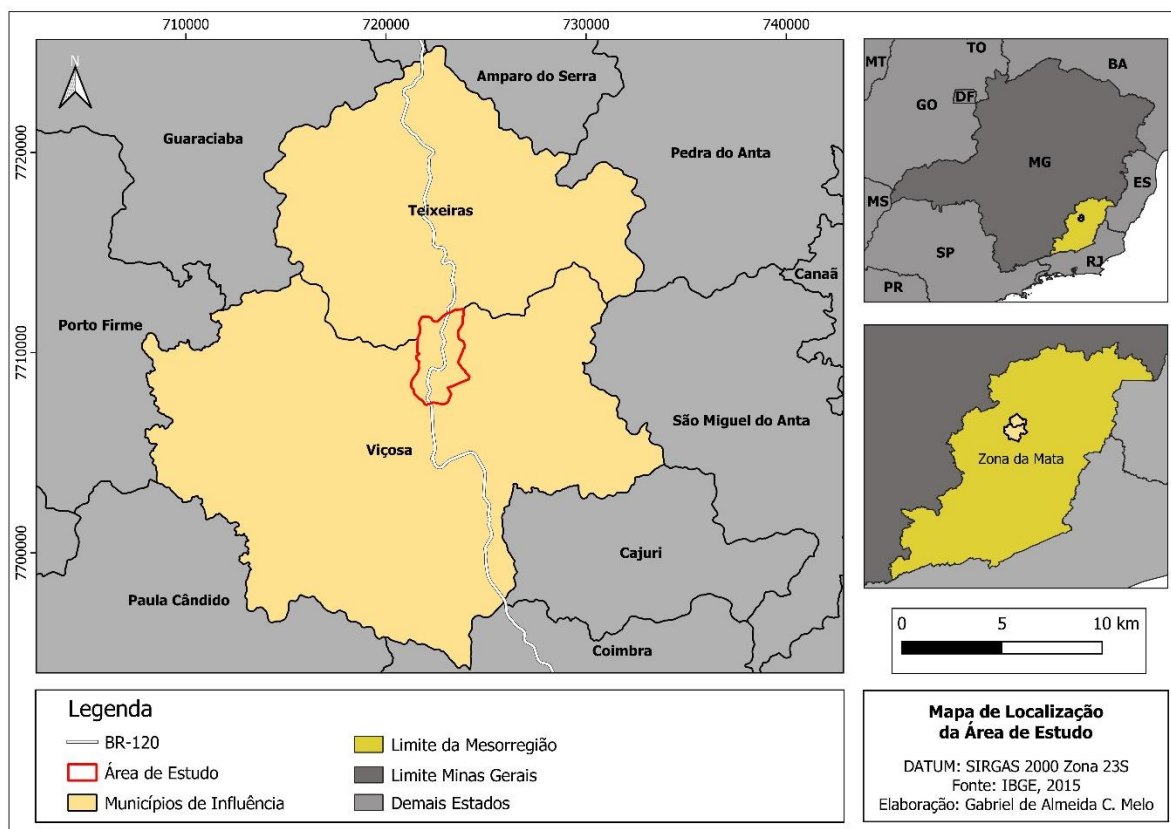 710000
720000
730000
740000
7720000
7710000
7700000
N
Amparo do Serra
Guaraciaba
Pedra do Anta
Teixeiras
Canaã
Porto Firme
São Miguel do Anta
Viçosa
Cajuri
Paula Cândido
Coimbra
TO
MT
BA
GO
DF
MG
ES
MS
SP
RJ
PR
Zona da Mata
0 5 10 km
Legenda
BR-120
Área de Estudo
Municípios de Influência
Limite da Mesorregião
Limite Minas Gerais
Demais Estados
Mapa de Localização
da Área de Estudo
DATUM: SIRGAS 2000 Zona 23S
Fonte: IBGE, 2015
Elaboração: Gabriel de Almeida C. Melo